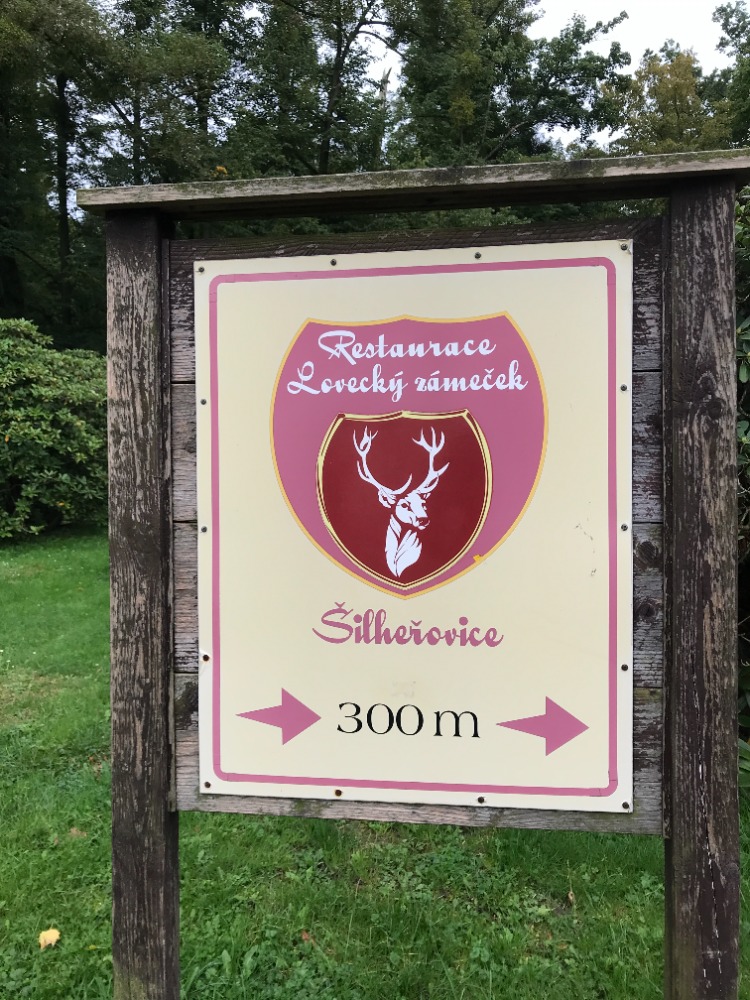 Restaurace
Lovecký zámeček
Šilheřovice
300 m